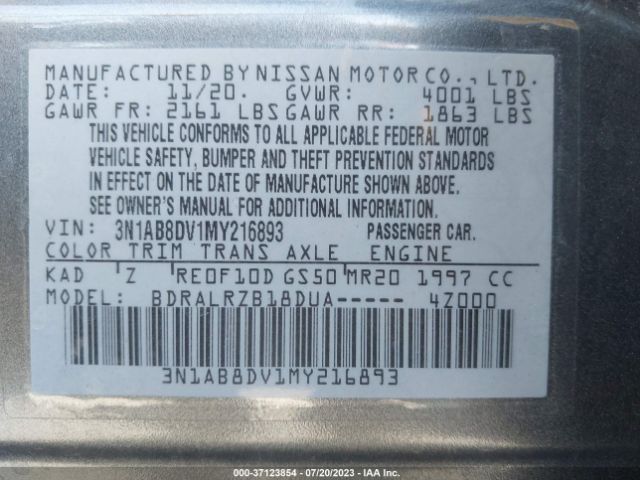 MANUFACTURED BY NISSAN MOTOR CO., LTD.
DATE: 11/20. GVWR: 4001 LBS
GAWR FR: 2161 LBS GAWR RR: 1863 LBS
THIS VEHICLE CONFORMS TO ALL APPLICABLE FEDERAL MOTOR
VEHICLE SAFETY, BUMPER AND THEFT PREVENTION STANDARDS
IN EFFECT ON THE DATE OF MANUFACTURE SHOWN ABOVE.
SEE OWNER'S MANUAL FOR ADDITIONAL INFORMATION.
VIN: 3N1AB8DV1MY216893 PASSENGER CAR.
COLOR TRIM TRANS AXLE ENGINE
KAD Z RE0F10D GS50 MR20 1997 CC
MODEL: BDRALRZB18DUA----- 4Z000
3N1AB8DV1MY216893
000-37123854 - 07/20/2023 - IAA Inc.